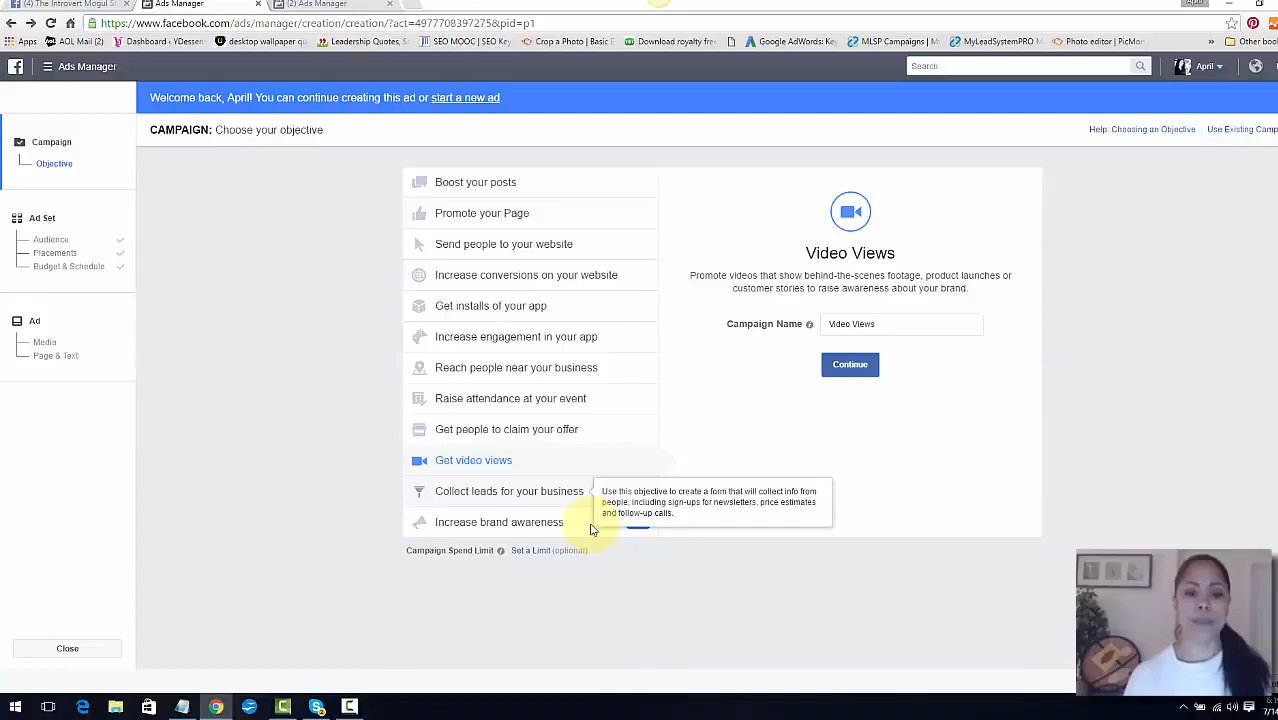 (4) The Introvert Mogul S
Ads Manager
(2) Ads Manager
April
https://www.facebook.com/ads/manager/creation/creation/?act=4977708397275&pid=p1
Apps
AOL Mail (2)
Dashboard ‹ YDessen
desktop wallpaper qu
Leadership Quotes, S
SEO MOOC | SEO Key
Crop a Photo | Basic E
Download royalty free
Google AdWords: Key
MLSP Campaigns | M
MyLeadSystemPRO M
Photo editor | PicMon
»
Other boo
Ads Manager
Search
April
Welcome back, April! You can continue creating this ad or start a new ad.
CAMPAIGN: Choose your objective
Help: Choosing an Objective
Use Existing Camp
Campaign
Objective
Ad Set
Audience
Placements
Budget & Schedule
Ad
Media
Page & Text
Close
Boost your posts
Promote your Page
Send people to your website
Increase conversions on your website
Get installs of your app
Increase engagement in your app
Reach people near your business
Raise attendance at your event
Get people to claim your offer
Get video views
Collect leads for your business
Increase brand awareness
Video Views
Promote videos that show behind-the-scenes footage, product launches or
customer stories to raise awareness about your brand.
Campaign Name
Video Views
Continue
Use this objective to create a form that will collect info from
people, including sign-ups for newsletters, price estimates
and follow-up calls.
Campaign Spend Limit
Set a Limit (optional)